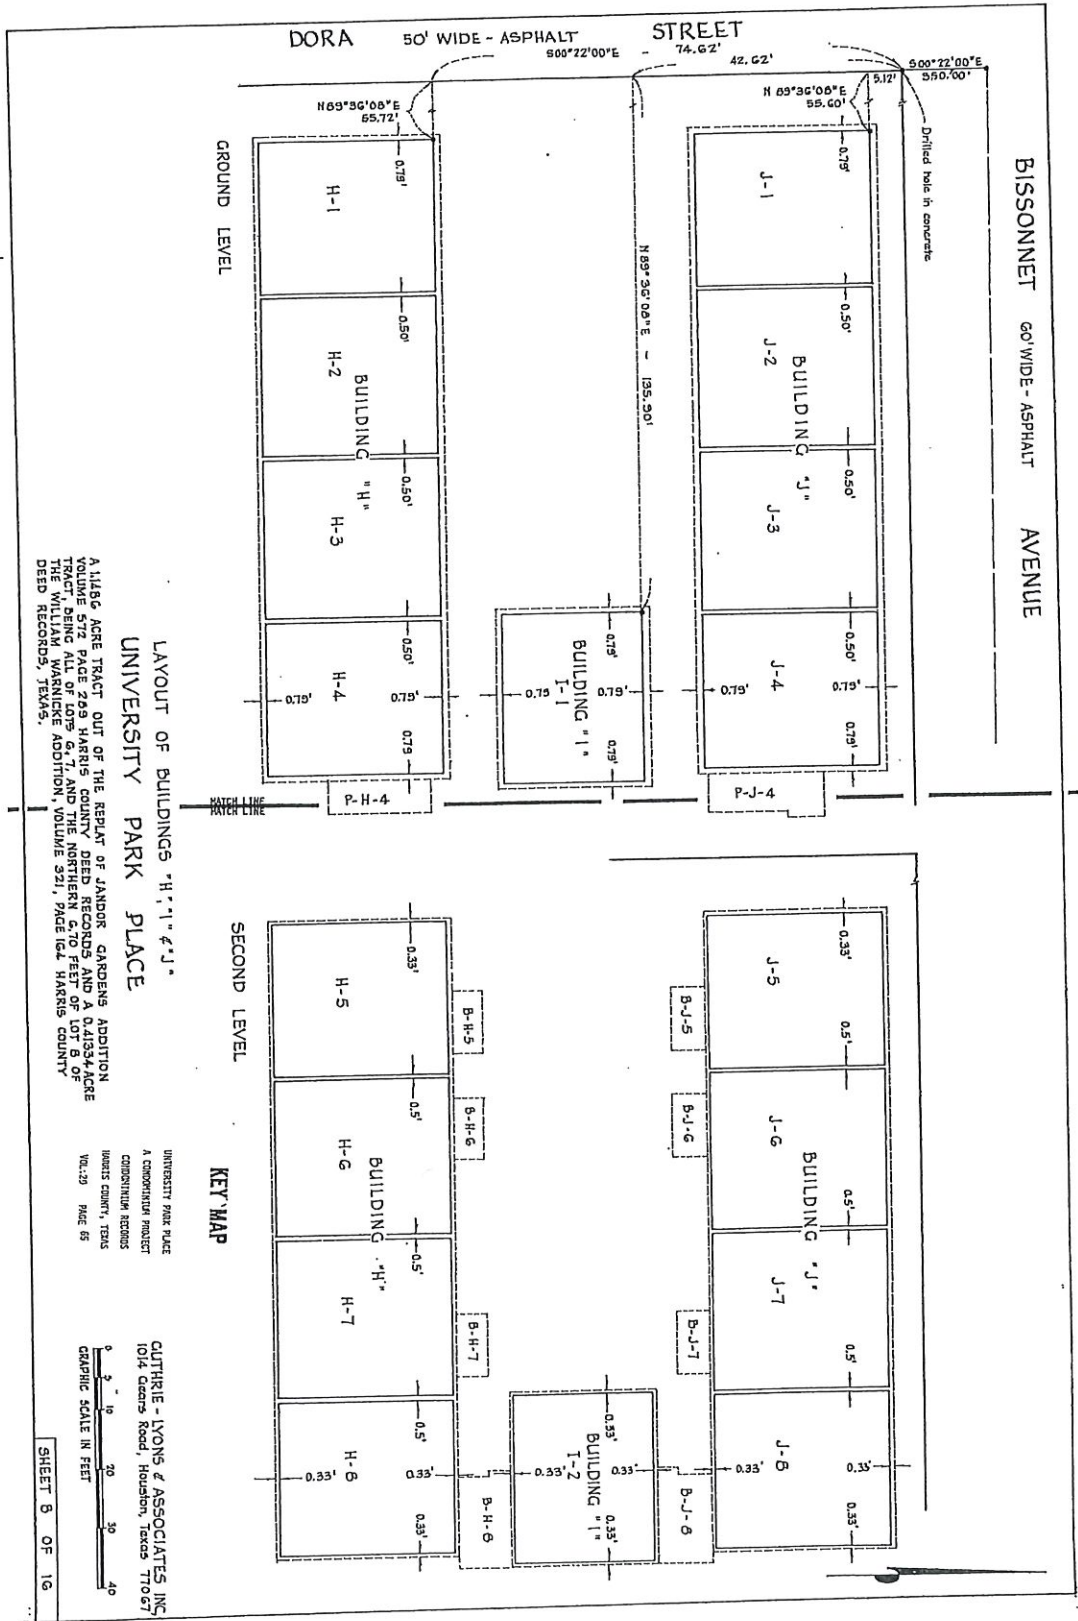 DORA 50' WIDE - ASPHALT STREET
S00°22'00"E - 74.62'
42.62'
5.12'
S00°22'00"E
550.00'
N 89°36'08"E
55.72'
N 89°36'08"E
55.60'
Drilled hole in concrete
BISSONNET 60' WIDE - ASPHALT AVENUE
GROUND LEVEL
N 89°36'08"E - 135.90'
H-1
0.79'
H-2
0.50'
BUILDING "H"
H-3
0.50'
H-4
0.50'
0.79'
0.79'
0.79
P-H-4
BUILDING "I"
I-1
0.79'
0.79
0.79'
0.79'
J-1
0.79'
J-2
0.50'
BUILDING "J"
J-3
0.50'
J-4
0.50'
0.79'
0.79'
0.79'
P-J-4
MATCH LINE
MATCH LINE
SECOND LEVEL
H-5
0.33'
H-6
0.5'
BUILDING "H"
H-7
0.5'
H-8
0.5'
0.33'
0.33'
0.33'
B-H-5
B-H-6
B-H-7
B-H-8
BUILDING "I"
I-2
0.33'
0.33'
0.33'
0.33'
B-J-5
B-J-6
B-J-7
B-J-8
J-5
0.33'
0.5'
J-6
0.5'
BUILDING "J"
J-7
0.5'
J-8
0.33'
0.33'
0.33'
KEY MAP
LAYOUT OF BUILDINGS "H", "I" & "J"
UNIVERSITY PARK PLACE
A 1.1486 ACRE TRACT OUT OF THE REPLAT OF JANDOR GARDENS ADDITION
VOLUME 572 PAGE 289 HARRIS COUNTY DEED RECORDS AND A 0.41334 ACRE
TRACT, BEING ALL OF LOTS 6, 7, AND THE NORTHERN 6.70 FEET OF LOT 8 OF
THE WILLIAM WARNICKE ADDITION, VOLUME 321, PAGE 164 HARRIS COUNTY
DEED RECORDS, TEXAS.
UNIVERSITY PARK PLACE
A CONDOMINIUM PROJECT
CONDOMINIUM RECORDS
HARRIS COUNTY, TEXAS
VOL: 29 PAGE 65
GUTHRIE - LYONS & ASSOCIATES INC,
1014 Gears Road, Houston, Texas 77067
0 5 10 20 30 40
GRAPHIC SCALE IN FEET
SHEET 8 OF 16